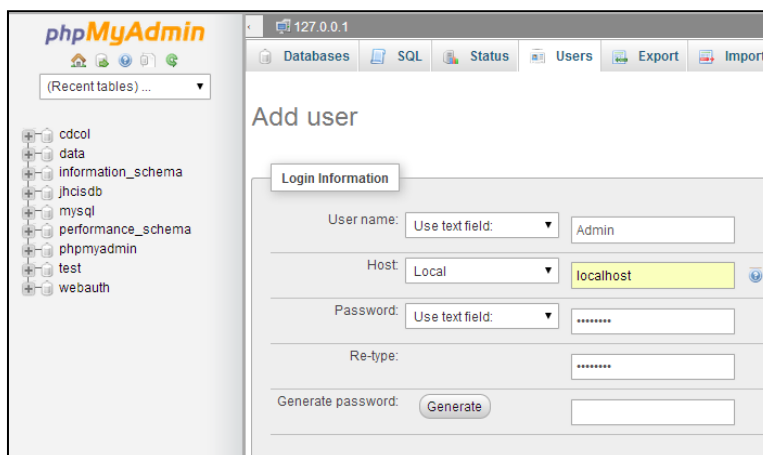 phpMyAdmin
(Recent tables) ...
cdcol
data
information_schema
jhcisdb
mysql
performance_schema
phpmyadmin
test
webauth
127.0.0.1
Databases SQL Status Users Export Import
Add user
Login Information
User name: Use text field: Admin
Host: Local localhost
Password: Use text field: ••••••••
Re-type: ••••••••
Generate password: Generate